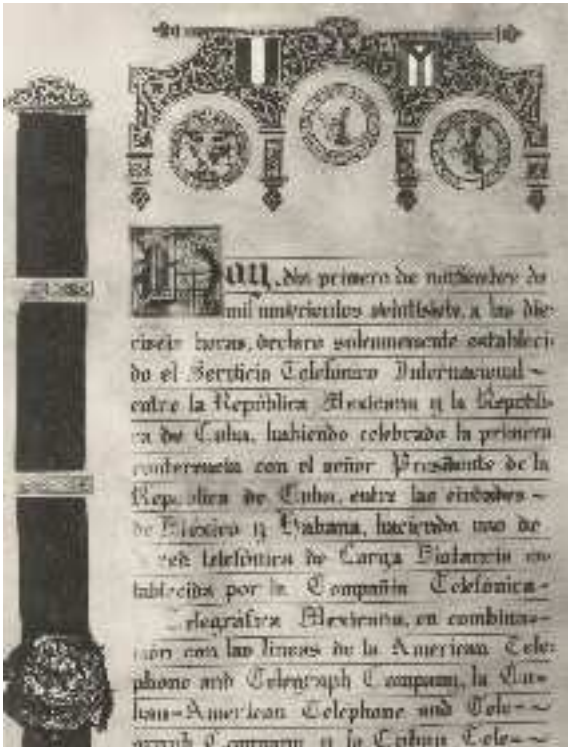 Hoy, día primero de noviembre de
mil novecientos veintisiete, a las die-
ciseis horas, declaro solemnemente estableci
do el Servicio Telefónico Internacional ~
entre la República Mexicana y la Repúbli-
ca de Cuba, habiendo celebrado la primera
conferencia con el señor Presidente de la
República de Cuba, entre las ciudades ~
de México y Habana, haciendo uso de
red telefónica de Larga Distancia es-
tablecida por la Compañia Telefónica-
Telegráfica Mexicana, en combina-
ción con las lineas de la American Tele-
phone and Telegraph Company, la Cu-
ban-American Telephone and Tele-~
graph Company y la Cuban Tele-~